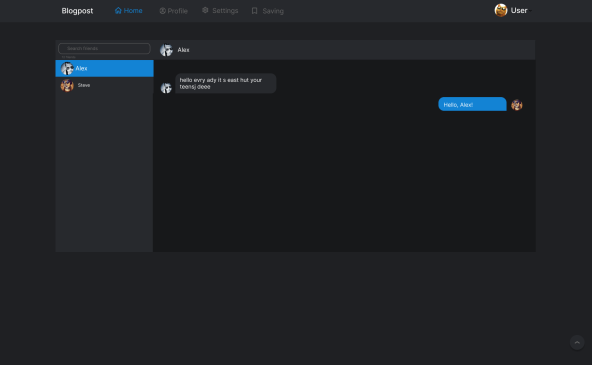 Blogpost
Home
Profile
Settings
Saving
User
Search friends
Alex
Steve
Alex
hello evry ady it s east hut your
teensj deee
Hello, Alex!